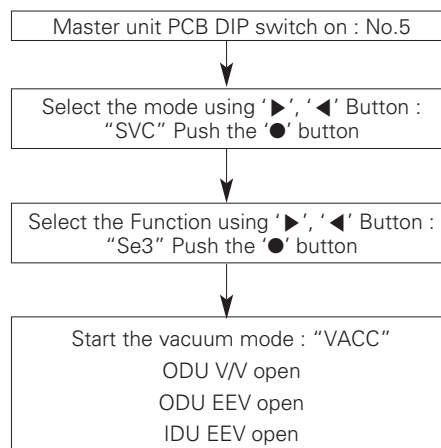 Master unit PCB DIP switch on : No.5
Select the mode using ‘▶’, ‘◀’ Button :
“SVC” Push the ‘●’ button
Select the Function using ‘▶’, ‘◀’ Button :
“Se3” Push the ‘●’ button
Start the vacuum mode : “VACC”
ODU V/V open
ODU EEV open
IDU EEV open